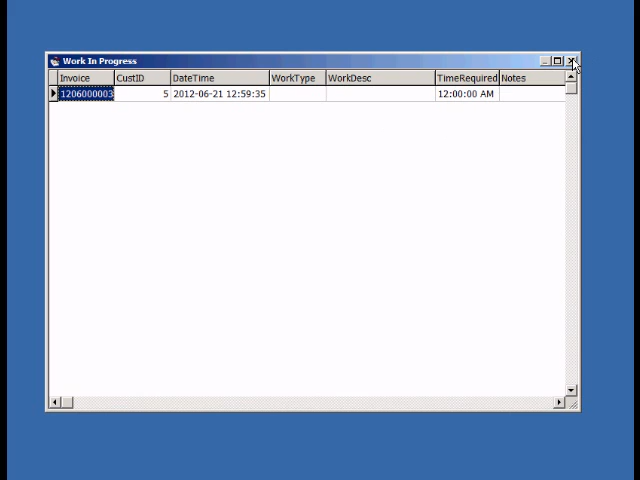 Work In Progress
Invoice CustID DateTime WorkType WorkDesc TimeRequired Notes
1206000003 5 2012-06-21 12:59:35 12:00:00 AM